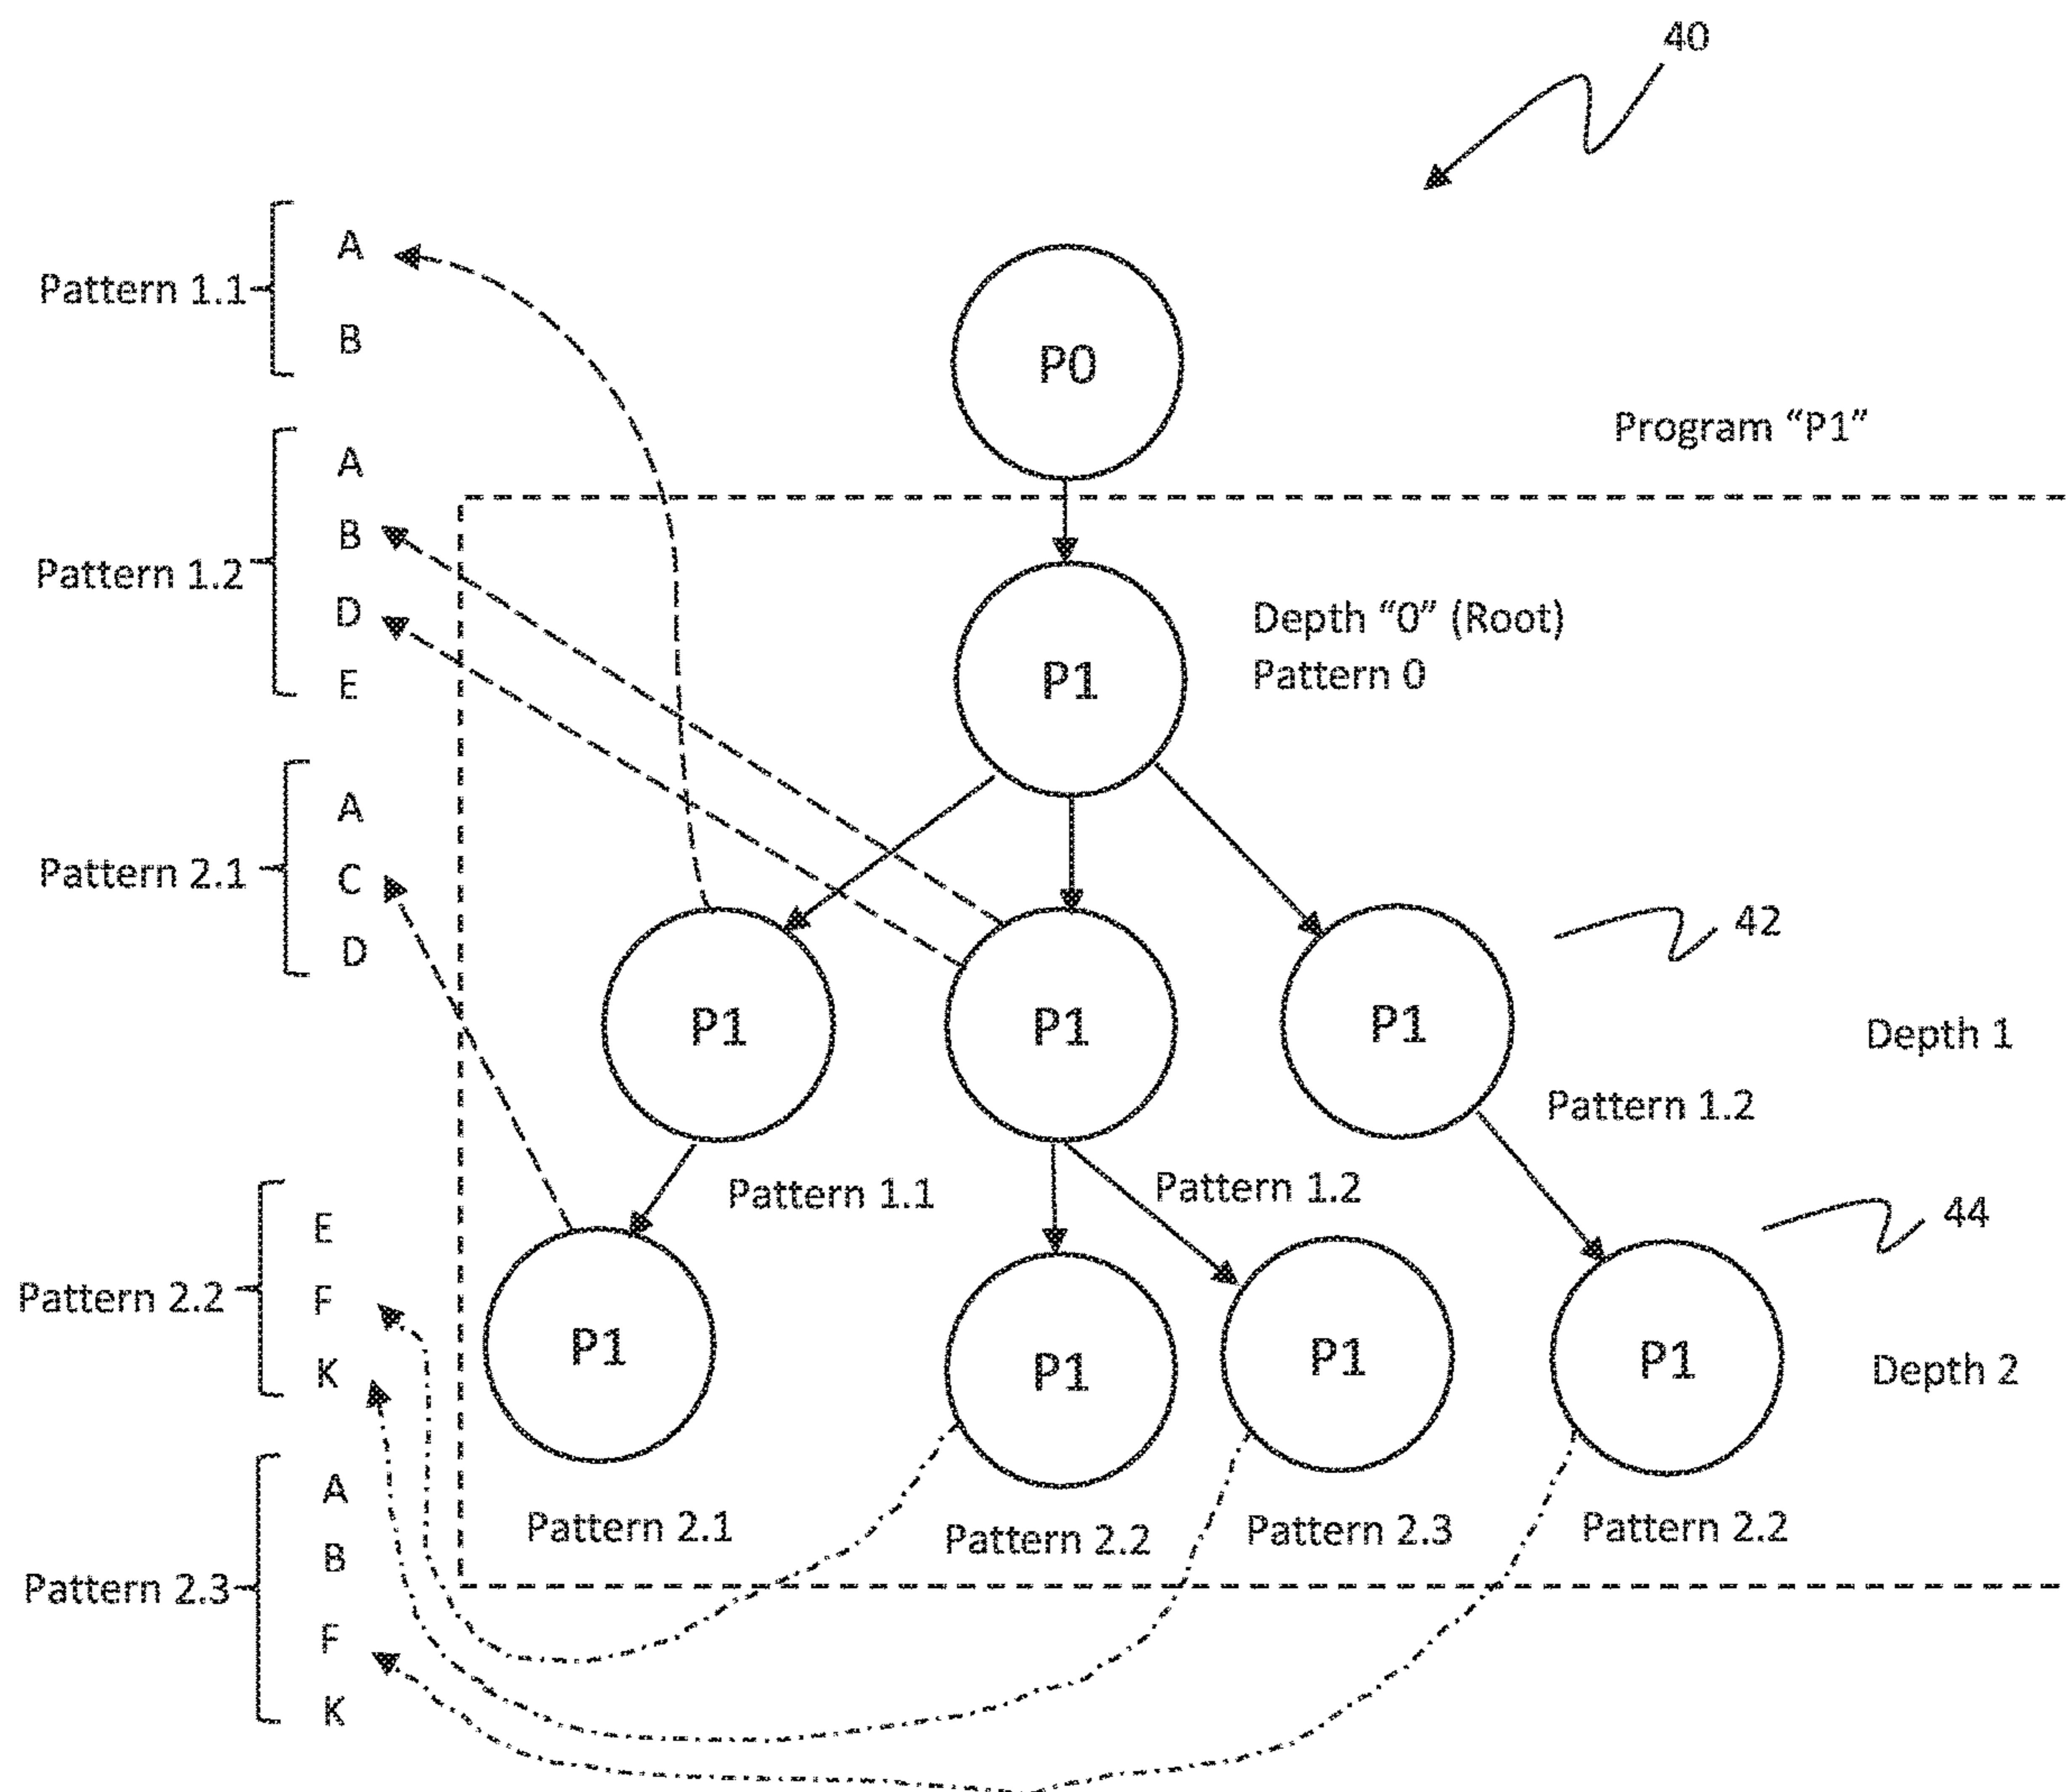 40
A
Pattern 1.1
B
P0
Program “P1”
A
B
Pattern 1.2
D
E
Depth “0” (Root)
Pattern 0
P1
A
Pattern 2.1
C
D
42
P1
P1
P1
Depth 1
Pattern 1.2
Pattern 1.1
Pattern 1.2
44
E
Pattern 2.2
F
K
P1
P1
P1
P1
Depth 2
A
Pattern 2.3
B
F
K
Pattern 2.1
Pattern 2.2
Pattern 2.3
Pattern 2.2